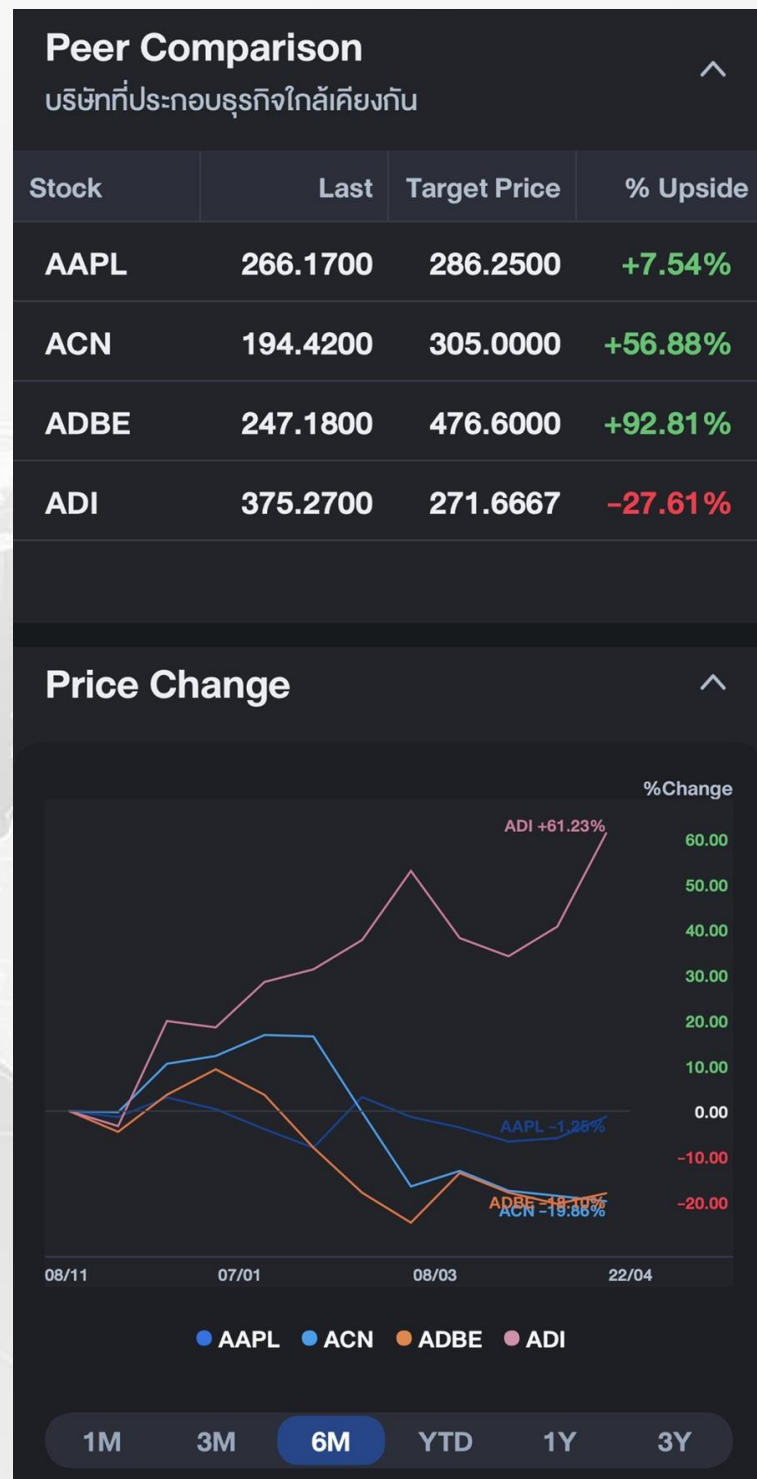 Peer Comparison
บริษัทที่ประกอบธุรกิจใกล้เคียงกัน
Stock Last Target Price % Upside
AAPL 266.1700 286.2500 +7.54%
ACN 194.4200 305.0000 +56.88%
ADBE 247.1800 476.6000 +92.81%
ADI 375.2700 271.6667 -27.61%
Price Change
%Change
ADI +61.23%
60.00
50.00
40.00
30.00
20.00
10.00
0.00
AAPL -1.25%
-10.00
ADBE -18.10%
-20.00
ACN -19.86%
08/11 07/01 08/03 22/04
AAPL ACN ADBE ADI
1M 3M 6M YTD 1Y 3Y